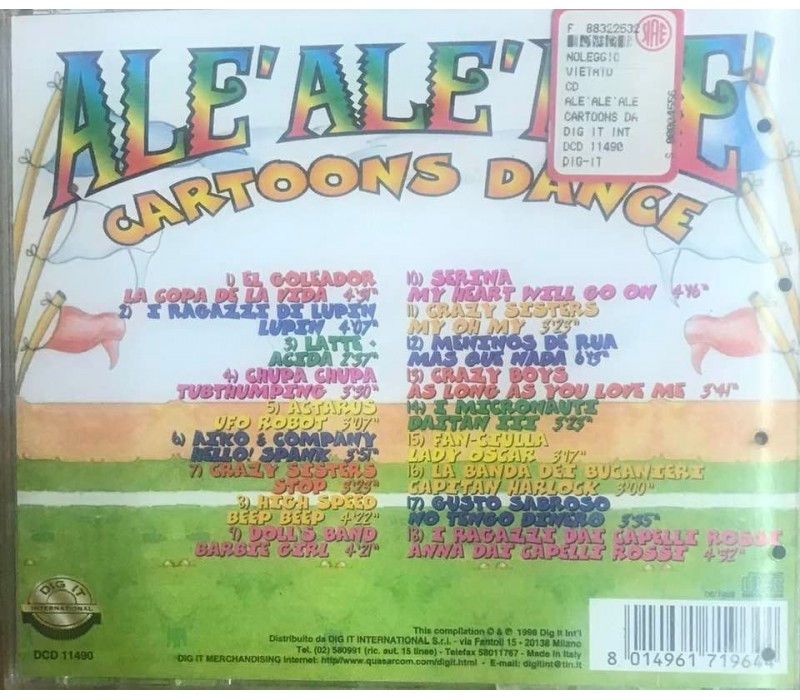 ALE' ALE' ALE'
CARTOONS DANCE
F 88322632
NOLEGGIO
VIETATO
CD
ALE'ALE'ALE
CARTOONS DA
DIG IT INT
DCD 11490
DIG-IT
1) EL GOLEADOR
LA COPA DE LA VIDA
2) I RAGAZZI DI LUPIN
LUPIN 4'07"
3) LATTE +
ACIDA 2'37"
4) CHUPA CHUPA
TUBTHUMPING 3'30"
5) ACTARUS
UFO ROBOT 3'07"
6) AIKO & COMPANY
HELLO! SPANK 3'51"
7) CRAZY SISTERS
STOP 3'23"
8) HIGH SPEED
BEEP BEEP 4'22"
9) DOLL'S BAND
BARBIE GIRL 4'21"
10) SERINA
MY HEART WILL GO ON 4'46"
11) CRAZY SISTERS
MY OH MY 3'23"
12) MENINOS DE RUA
MAS QUE NADA
13) CRAZY BOYS
AS LONG AS YOU LOVE ME 3'41"
14) I MICRONAUTI
DAITAN III 3'23"
15) FAN-CIULLA
LADY OSCAR 3'17"
16) LA BANDA DEI BUCANIERI
CAPITAN HARLOCK 3'00"
17) GUSTO SABROSO
NO TENGO DINERO 3'55"
18) I RAGAZZI DAI CAPELLI ROSSI
ANNA DAI CAPELLI ROSSI 4'32"
DIG IT
INTERNATIONAL
DCD 11490
This compilation © & ℗ 1998 Dig It Int'l
Distribuito da DIG IT INTERNATIONAL S.r.l. - via Fantoli 15 - 20138 Milano
Tel. (02) 580991 (ric. aut. 15 linee) - Telefax 58011767 - Made in Italy
DIG IT MERCHANDISING Internet: http//www.quasarcom.com/digit.html - E-mail: digitint@tin.it
8 014961 71964